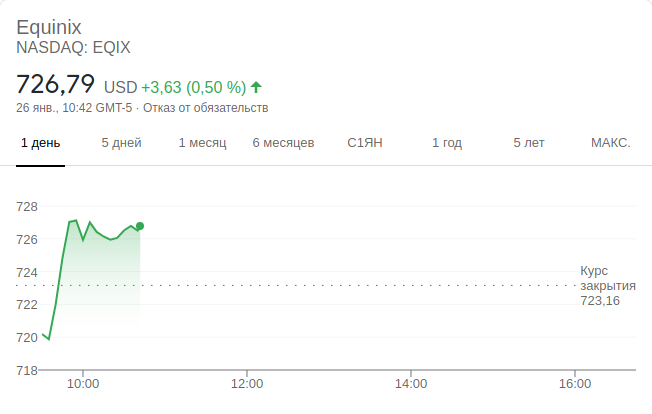 Equinix
NASDAQ: EQIX
726,79 USD +3,63 (0,50 %)
26 янв., 10:42 GMT-5 · Отказ от обязательств
1 день 5 дней 1 месяц 6 месяцев С1ЯН 1 год 5 лет МАКС.
728
726
724
722
720
718
Курс
закрытия
723,16
10:00 12:00 14:00 16:00